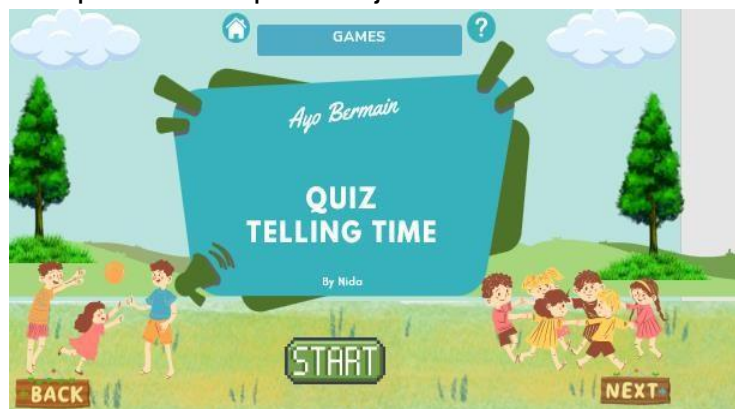 GAMES
?
Ayo Bermain
QUIZ
TELLING TIME
By Nida
START
BACK
NEXT